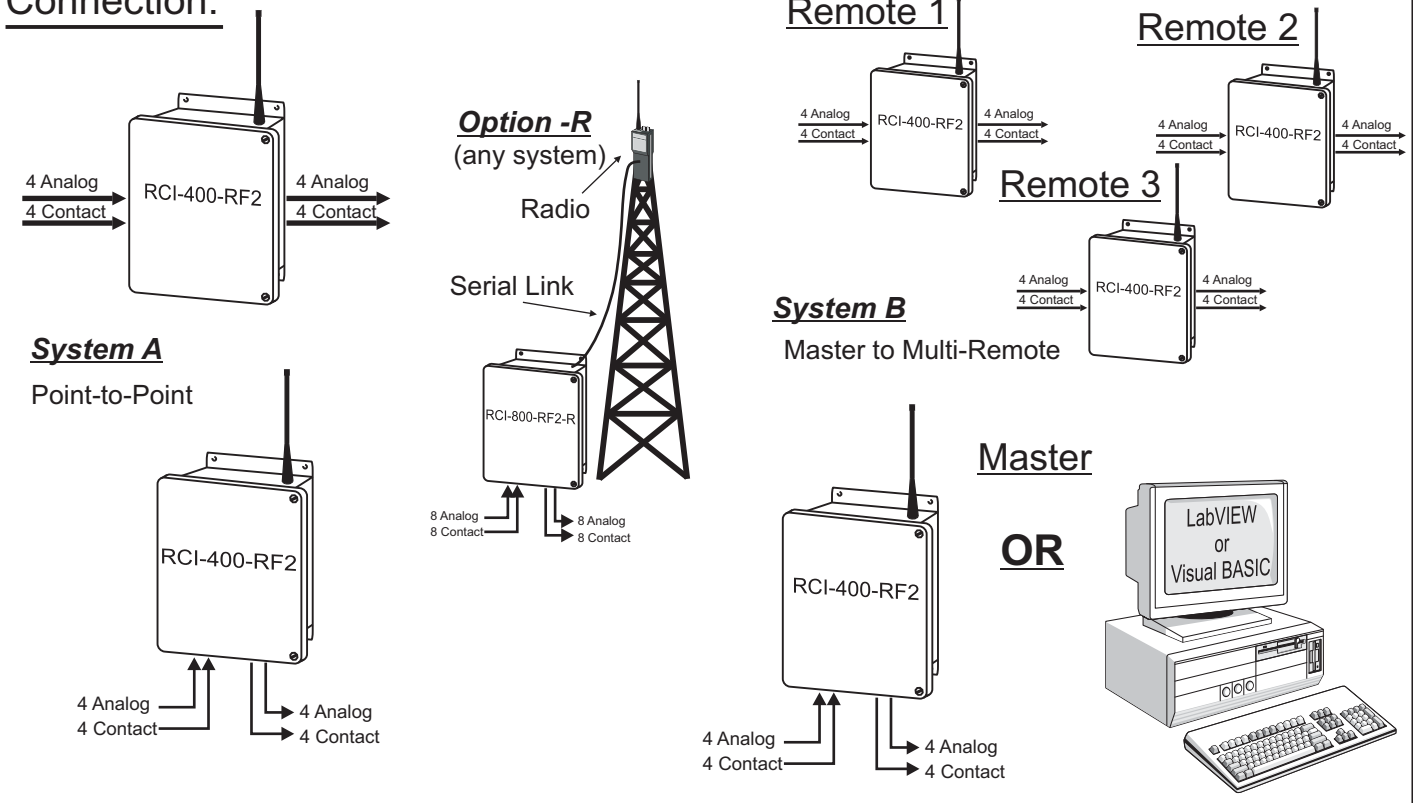 Connection:
4 Analog
4 Contact
RCI-400-RF2
4 Analog
4 Contact
System A
Point-to-Point
RCI-400-RF2
4 Analog
4 Contact
4 Analog
4 Contact
Option -R
(any system)
Radio
Serial Link
RCI-800-RF2-R
8 Analog
8 Contact
8 Analog
8 Contact
Remote 1
4 Analog
4 Contact
RCI-400-RF2
4 Analog
4 Contact
Remote 2
4 Analog
4 Contact
RCI-400-RF2
4 Analog
4 Contact
Remote 3
4 Analog
4 Contact
RCI-400-RF2
4 Analog
4 Contact
System B
Master to Multi-Remote
Master
RCI-400-RF2
4 Analog
4 Contact
4 Analog
4 Contact
OR
LabVIEW
or
Visual BASIC